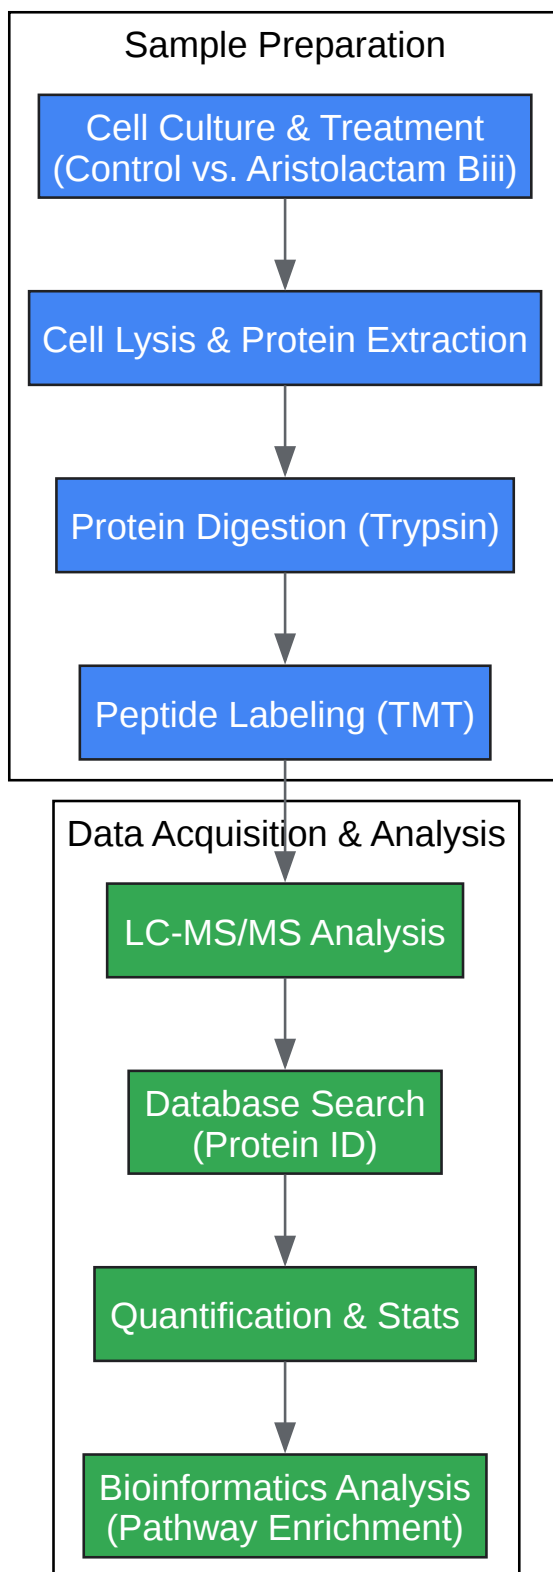 Sample Preparation
Cell Culture & Treatment
(Control vs. Aristolactam Biii)
Cell Lysis & Protein Extraction
Protein Digestion (Trypsin)
Peptide Labeling (TMT)
Data Acquisition & Analysis
LC-MS/MS Analysis
Database Search
(Protein ID)
Quantification & Stats
Bioinformatics Analysis
(Pathway Enrichment)